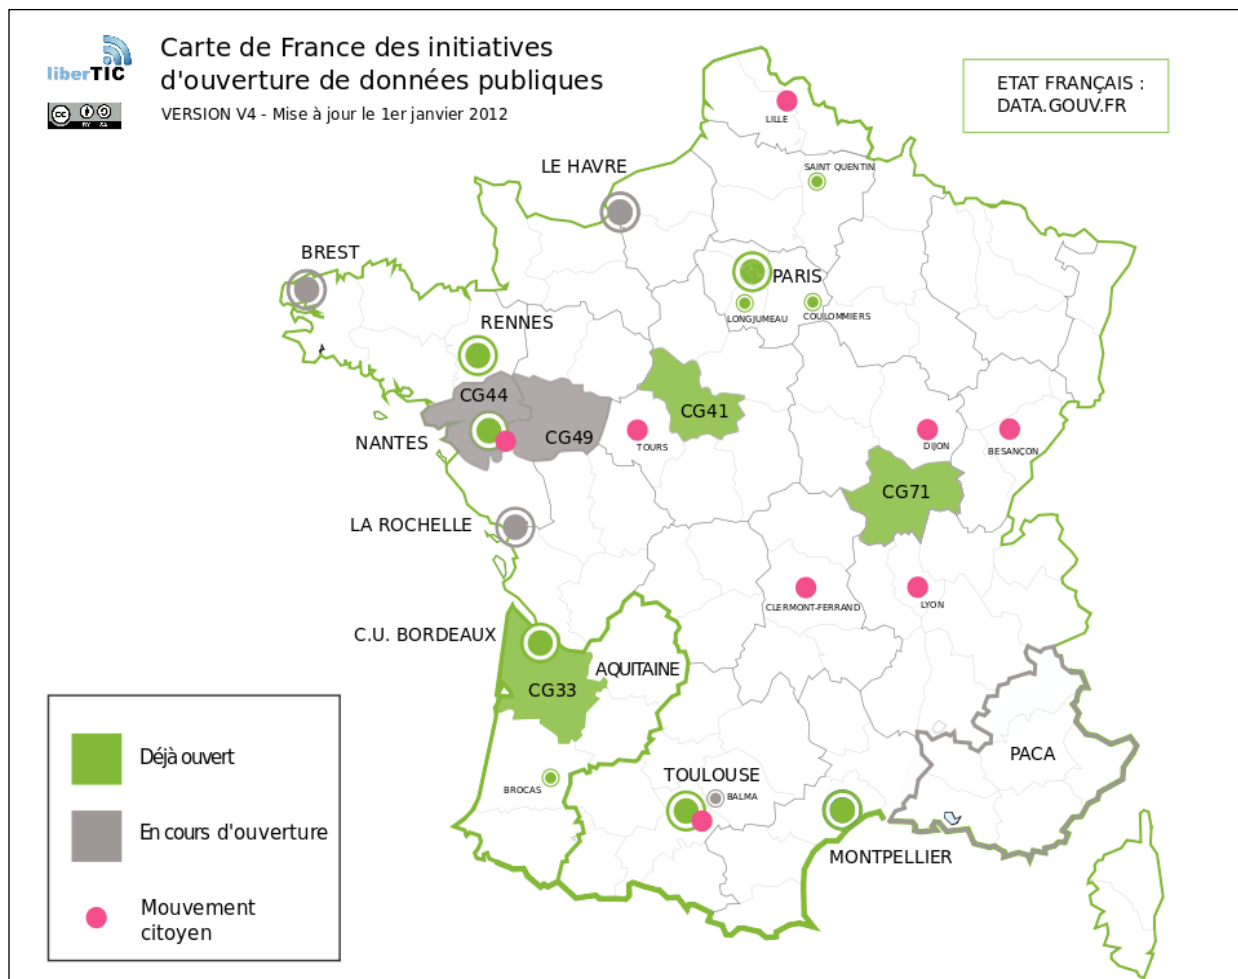 liberTIC
Carte de France des initiatives
d'ouverture de données publiques
VERSION V4 - Mise à jour le 1er janvier 2012
ETAT FRANÇAIS :
DATA.GOUV.FR
cc
BY SA
LILLE
LE HAVRE
SAINT QUENTIN
BREST
PARIS
LONGJUMEAU
COULOMMIERS
RENNES
CG44
CG41
NANTES
CG49
TOURS
DIJON
BESANÇON
CG71
LA ROCHELLE
CLERMONT-FERRAND
LYON
C.U. BORDEAUX
AQUITAINE
CG33
PACA
TOULOUSE
BROCAS
BALMA
MONTPELLIER
Déjà ouvert
En cours d'ouverture
Mouvement
citoyen